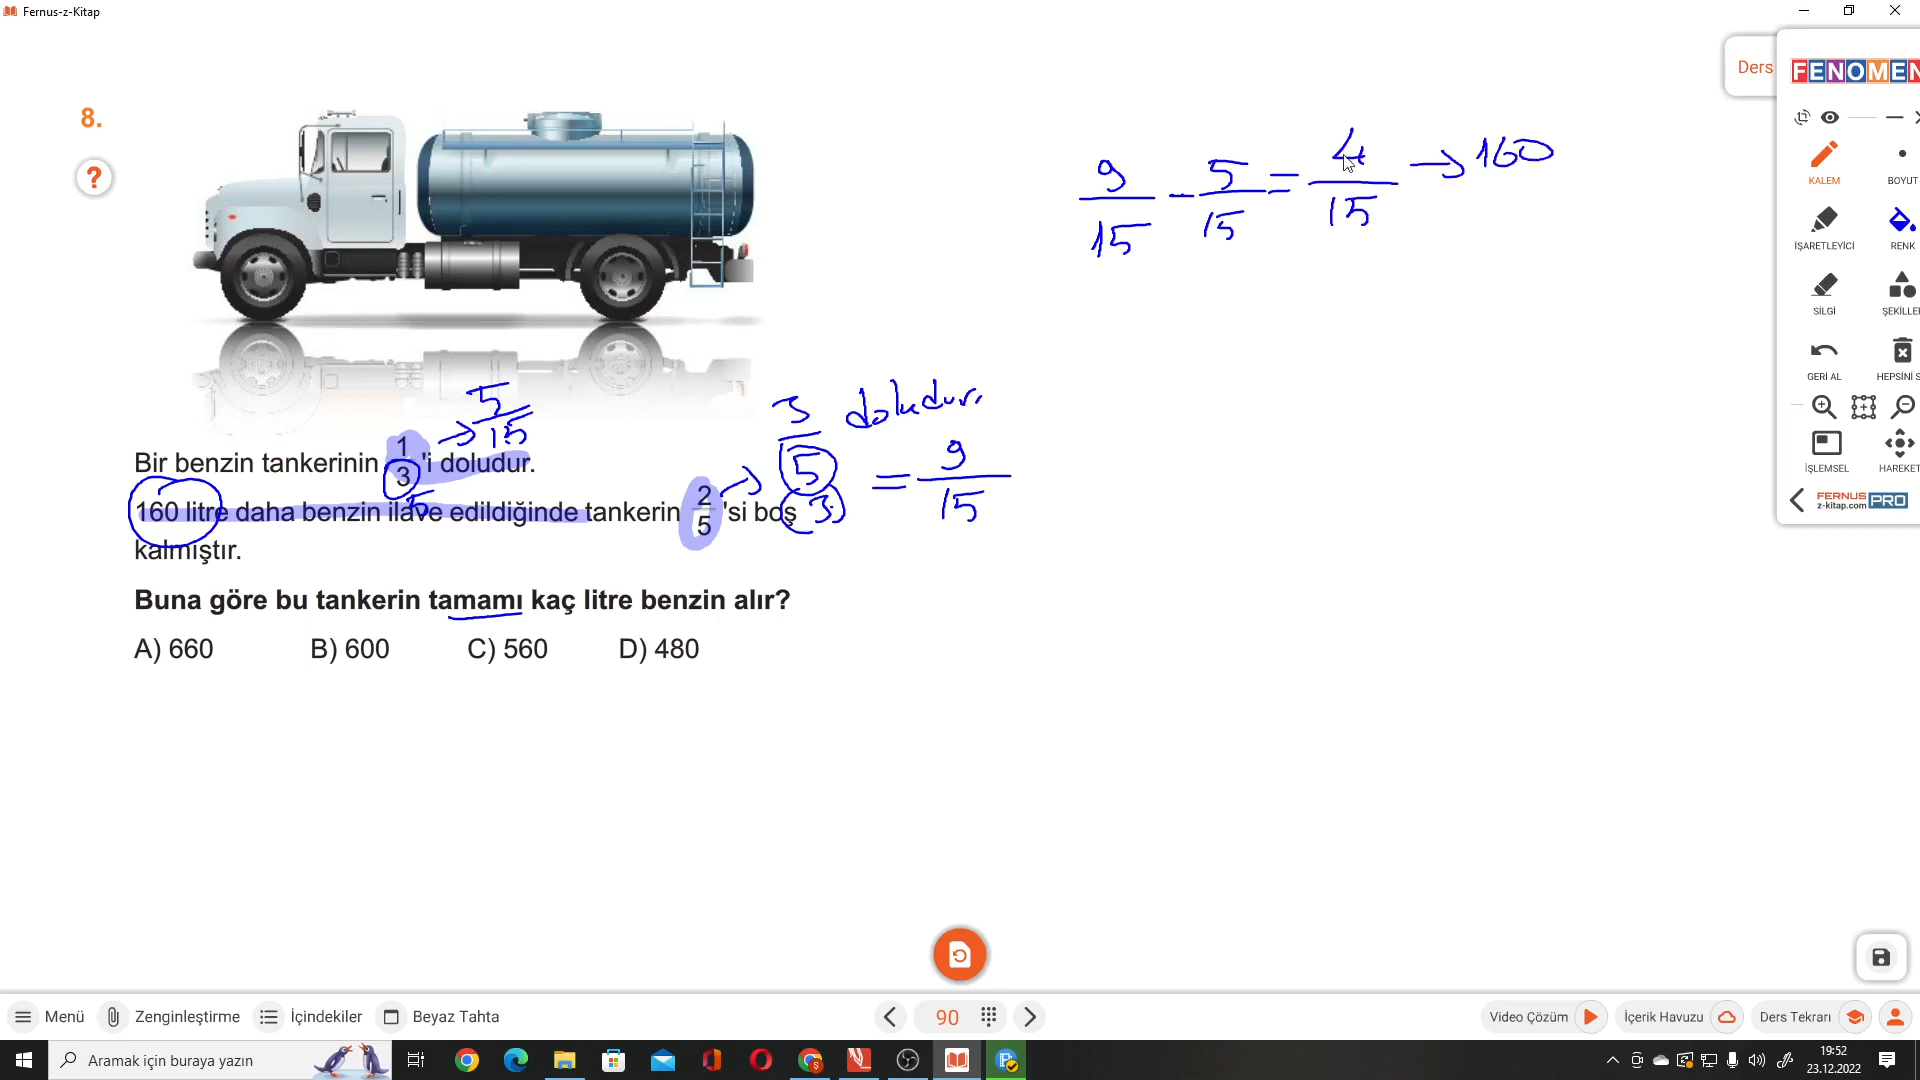 Fernus-z-Kitap
Ders
FENOMEN
8.
?
9/15 - 5/15 = 4/15 → 160
KALEM
BOYUT
İŞARETLEYİCİ
RENK
SİLGİ
ŞEKİLLE
GERİ AL
HEPSİNİ S
İŞLEMSEL
HAREKET
FERNUS PRO
z-kitap.com
→ 5/15
3/5 doludur.
Bir benzin tankerinin 1/3 'i doludur.
5
160 litre daha benzin ilave edildiğinde tankerin 2/5 'si boş
→
3
= 9/15
kalmıştır.
Buna göre bu tankerin tamamı kaç litre benzin alır?
A) 660 B) 600 C) 560 D) 480
Menü Zenginleştirme İçindekiler Beyaz Tahta 90 Video Çözüm İçerik Havuzu Ders Tekrarı
Aramak için buraya yazın
19:52
23.12.2022